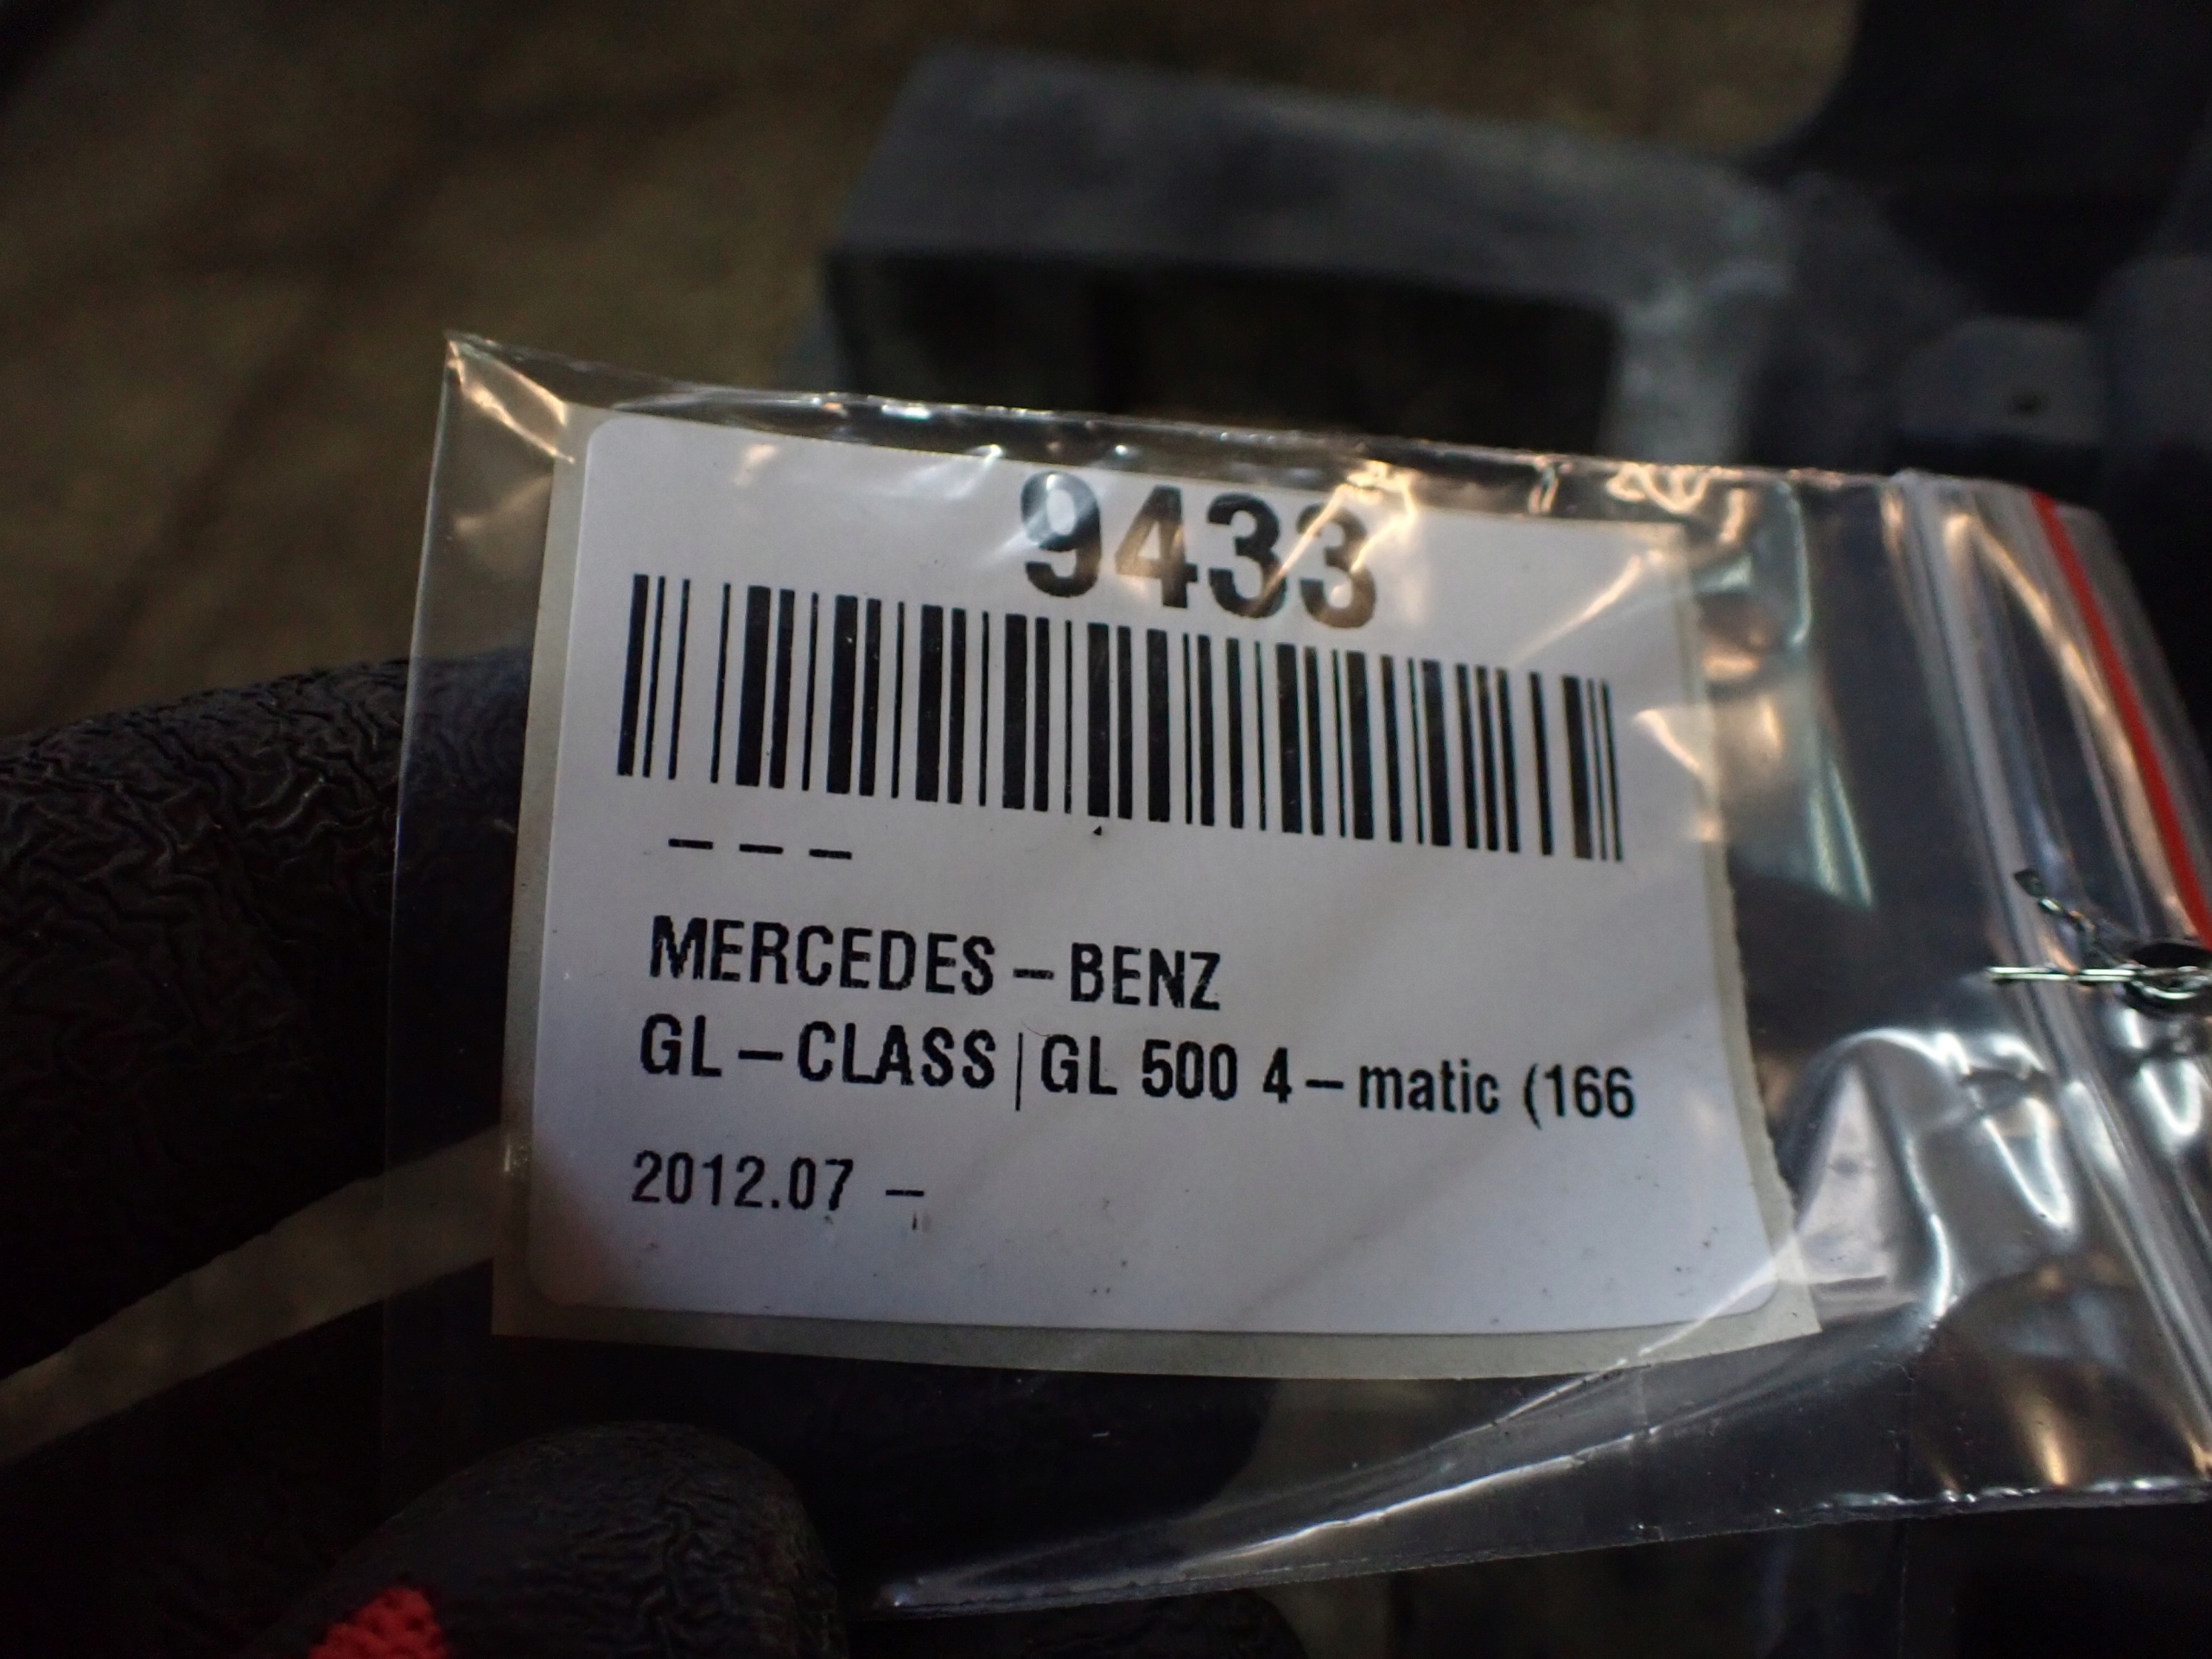 9433
– – –
MERCEDES – BENZ
GL – CLASS | GL 500 4 – matic (166
2012.07 –